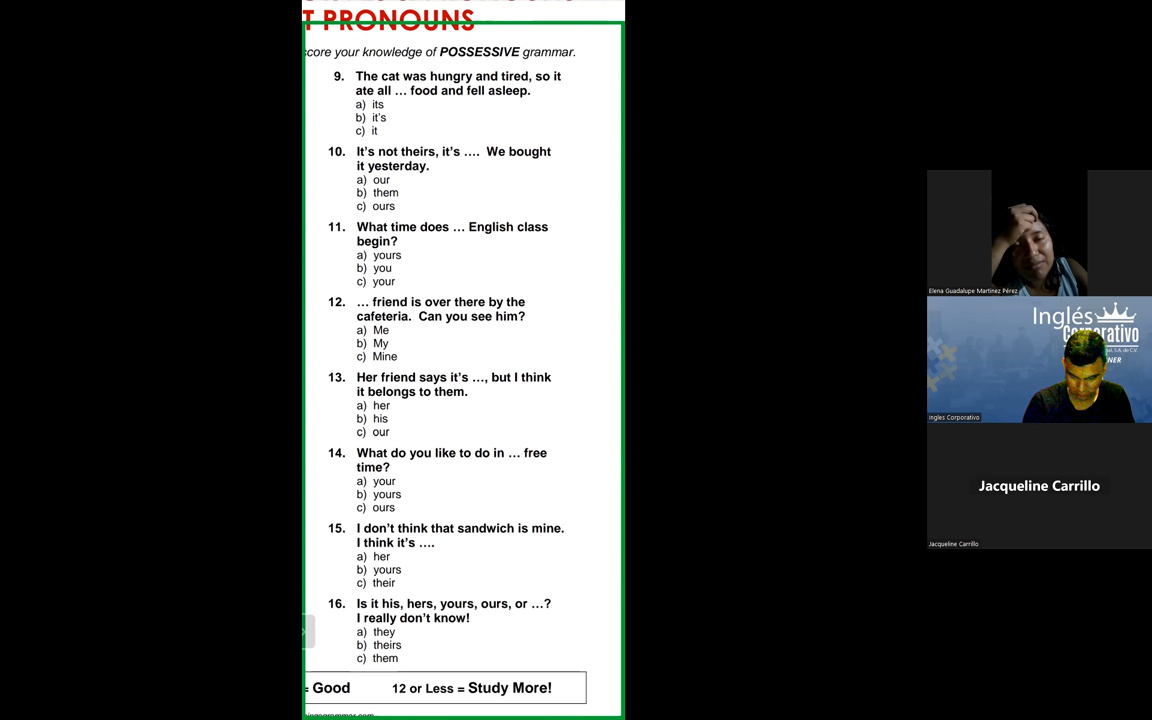 T PRONOUNS
score your knowledge of POSSESSIVE grammar.
9. The cat was hungry and tired, so it
ate all … food and fell asleep.
a) its
b) it's
c) it
10. It's not theirs, it's …. We bought
it yesterday.
a) our
b) them
c) ours
11. What time does … English class
begin?
a) yours
b) you
c) your
12. … friend is over there by the
cafeteria. Can you see him?
a) Me
b) My
c) Mine
13. Her friend says it's …, but I think
it belongs to them.
a) her
b) his
c) our
14. What do you like to do in … free
time?
a) your
b) yours
c) ours
15. I don't think that sandwich is mine.
I think it's ….
a) her
b) yours
c) their
16. Is it his, hers, yours, ours, or …?
I really don't know!
a) they
b) theirs
c) them
= Good 12 or Less = Study More!
Elena Guadalupe Martinez Pérez
Inglés
Corporativo
S.A. de C.V.
NER
Ingles Corporativo
Jacqueline Carrillo
Jacqueline Carrillo